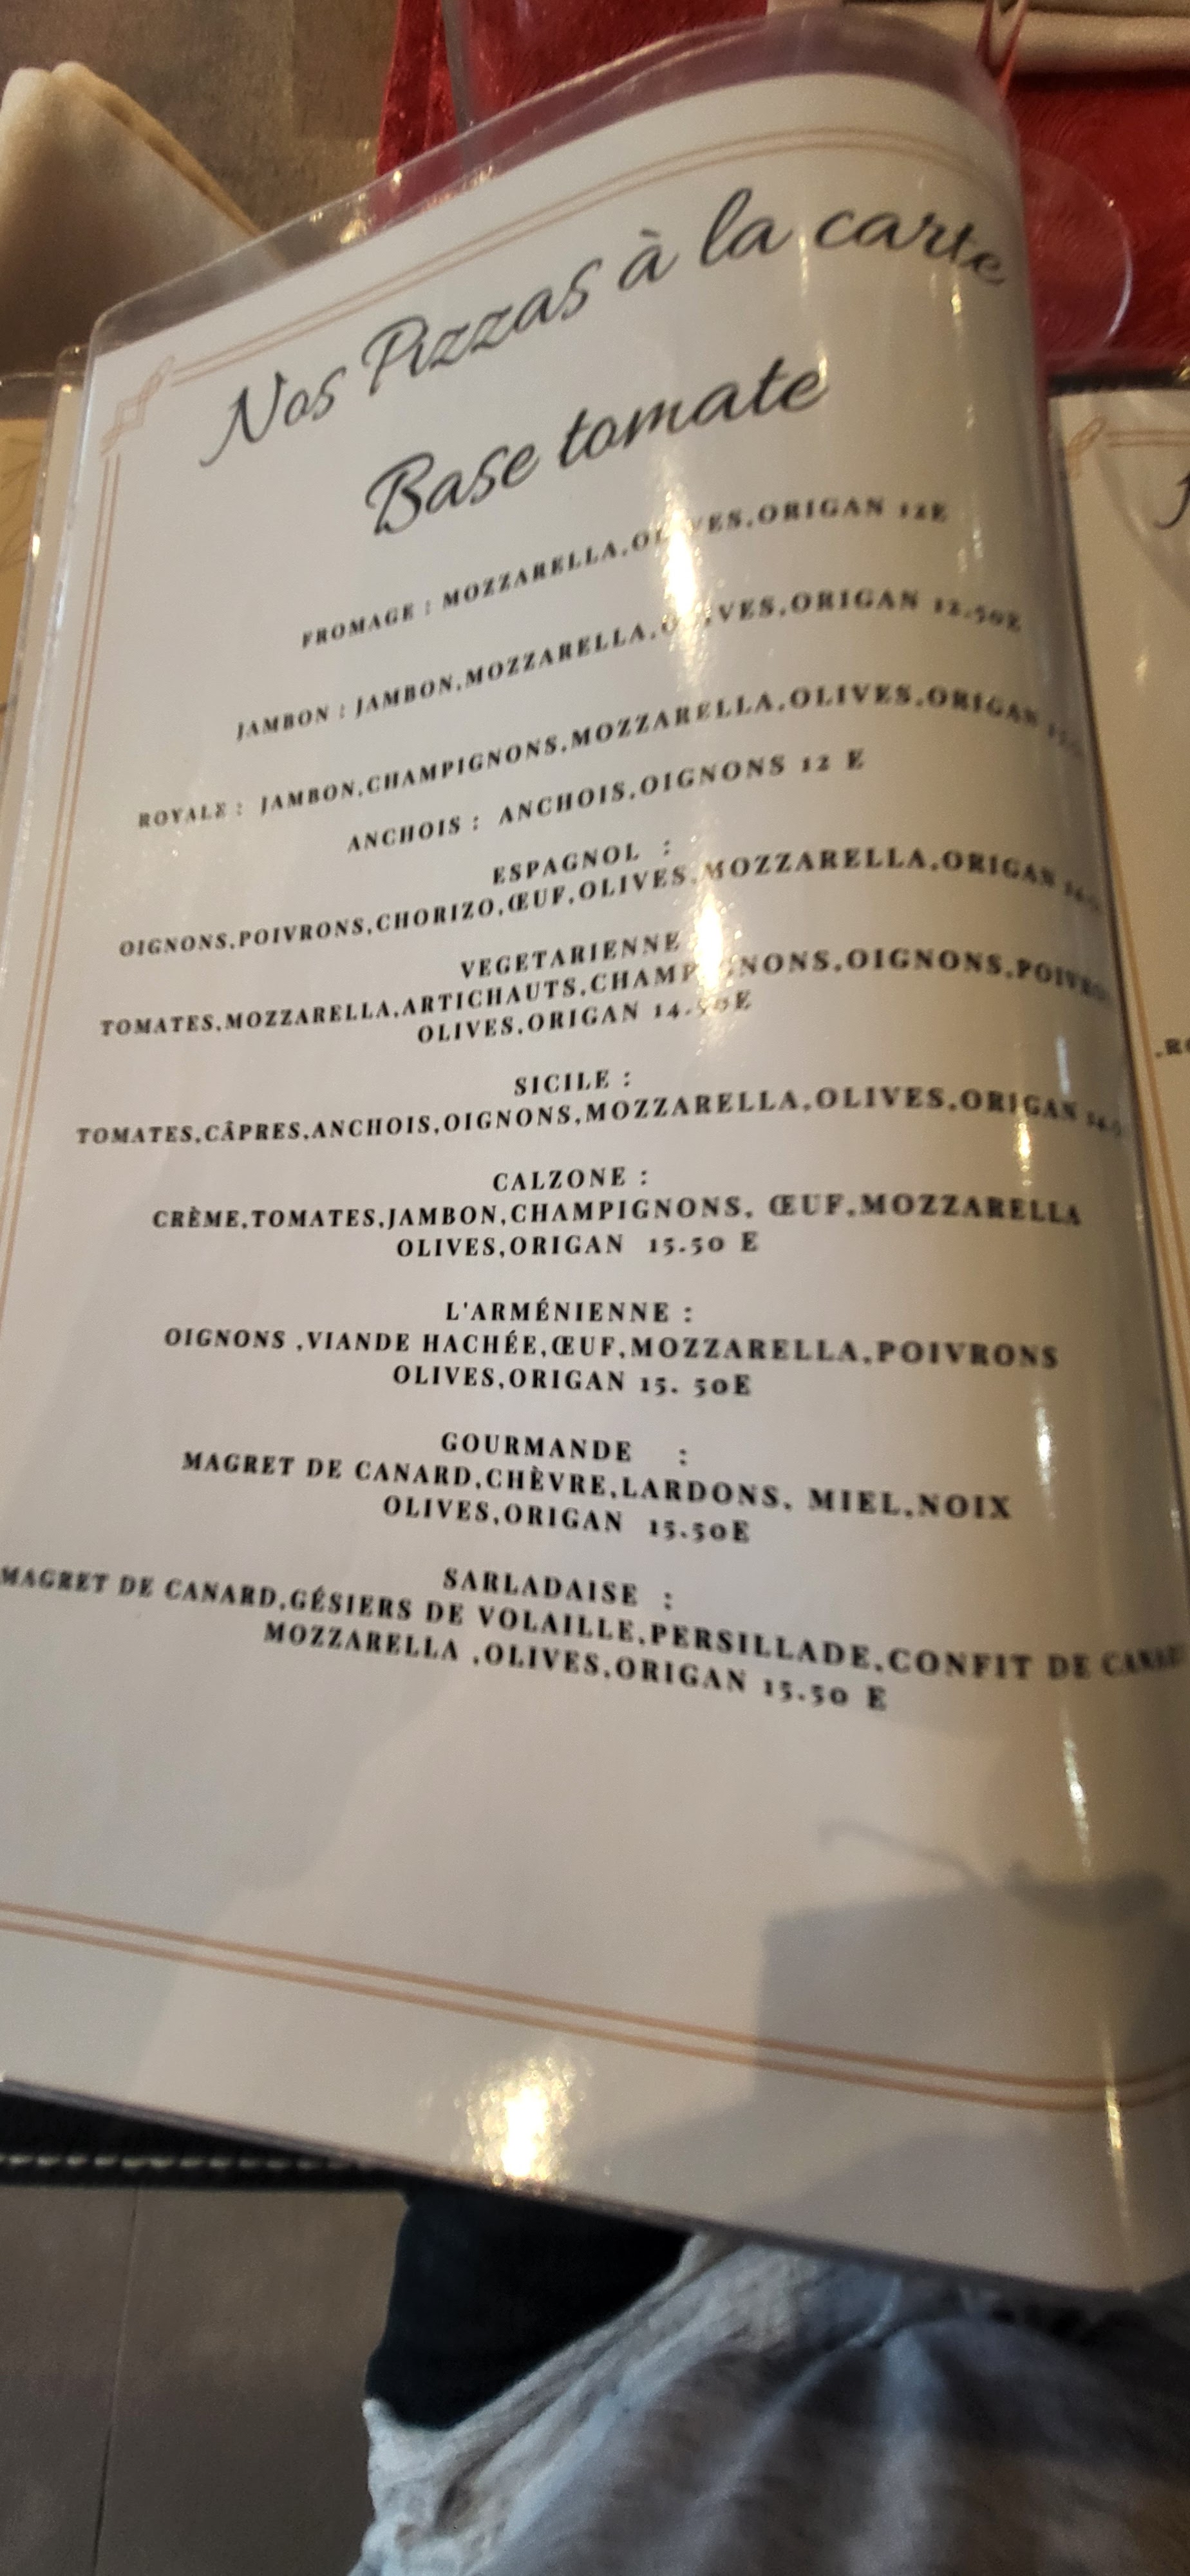 Nos Pizzas à la carte
Base tomate
FROMAGE : MOZZARELLA,OLIVES,ORIGAN 12E
JAMBON : JAMBON,MOZZARELLA,OLIVES,ORIGAN 12.50E
ROYALE : JAMBON,CHAMPIGNONS,MOZZARELLA,OLIVES,ORIGAN
ANCHOIS : ANCHOIS,OIGNONS 12 E
ESPAGNOL :
OIGNONS,POIVRONS,CHORIZO,ŒUF,OLIVES,MOZZARELLA,ORIGAN
VEGETARIENNE
TOMATES,MOZZARELLA,ARTICHAUTS,CHAMPIGNONS,OIGNONS,
OLIVES,ORIGAN 14.50E
SICILE :
TOMATES,CÂPRES,ANCHOIS,OIGNONS,MOZZARELLA,OLIVES,ORIGAN
CALZONE :
CRÈME,TOMATES,JAMBON,CHAMPIGNONS, ŒUF,MOZZARELLA
OLIVES,ORIGAN 15.50 E
L'ARMÉNIENNE :
OIGNONS ,VIANDE HACHÉE,ŒUF,MOZZARELLA,POIVRONS
OLIVES,ORIGAN 15. 50E
GOURMANDE :
MAGRET DE CANARD,CHÈVRE,LARDONS, MIEL,NOIX
OLIVES,ORIGAN 15.50E
SARLADAISE :
MAGRET DE CANARD,GÉSIERS DE VOLAILLE,PERSILLADE,CONFIT DE CANARD
MOZZARELLA ,OLIVES,ORIGAN 15.50 E